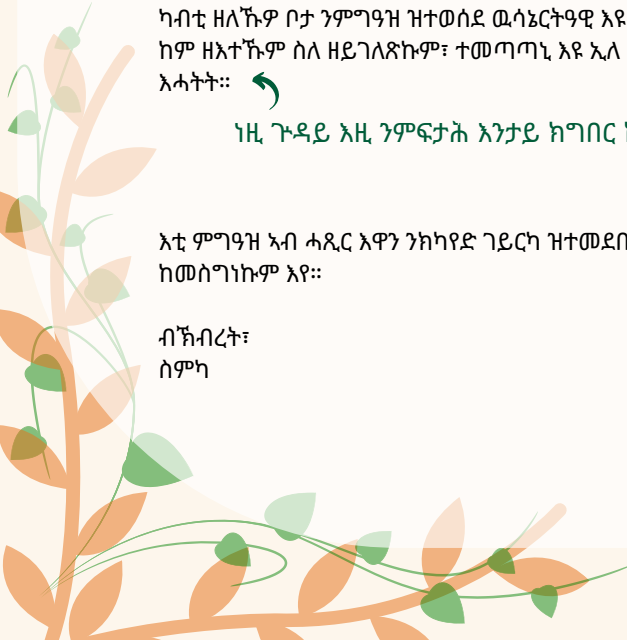 ካብቲ ዘለኹዎ ቦታ ንምግዓዝ ዝተወሰደ ዉሳኔርትዓዊ እዩ
ከም ዘእተኹም ስለ ዘይገለጽኩም፣ ተመጣጣኒ እዩ ኢለ
እሓትት።
ነዚ ጕዳይ እዚ ንምፍታሕ እንታይ ክግበር
እቲ ምግዓዝ ኣብ ሓጺር እዋን ንክካየድ ገይርካ ዝተመደበ
ከመስግነኩም እየ።
ብኽብረት፣
ስምካ